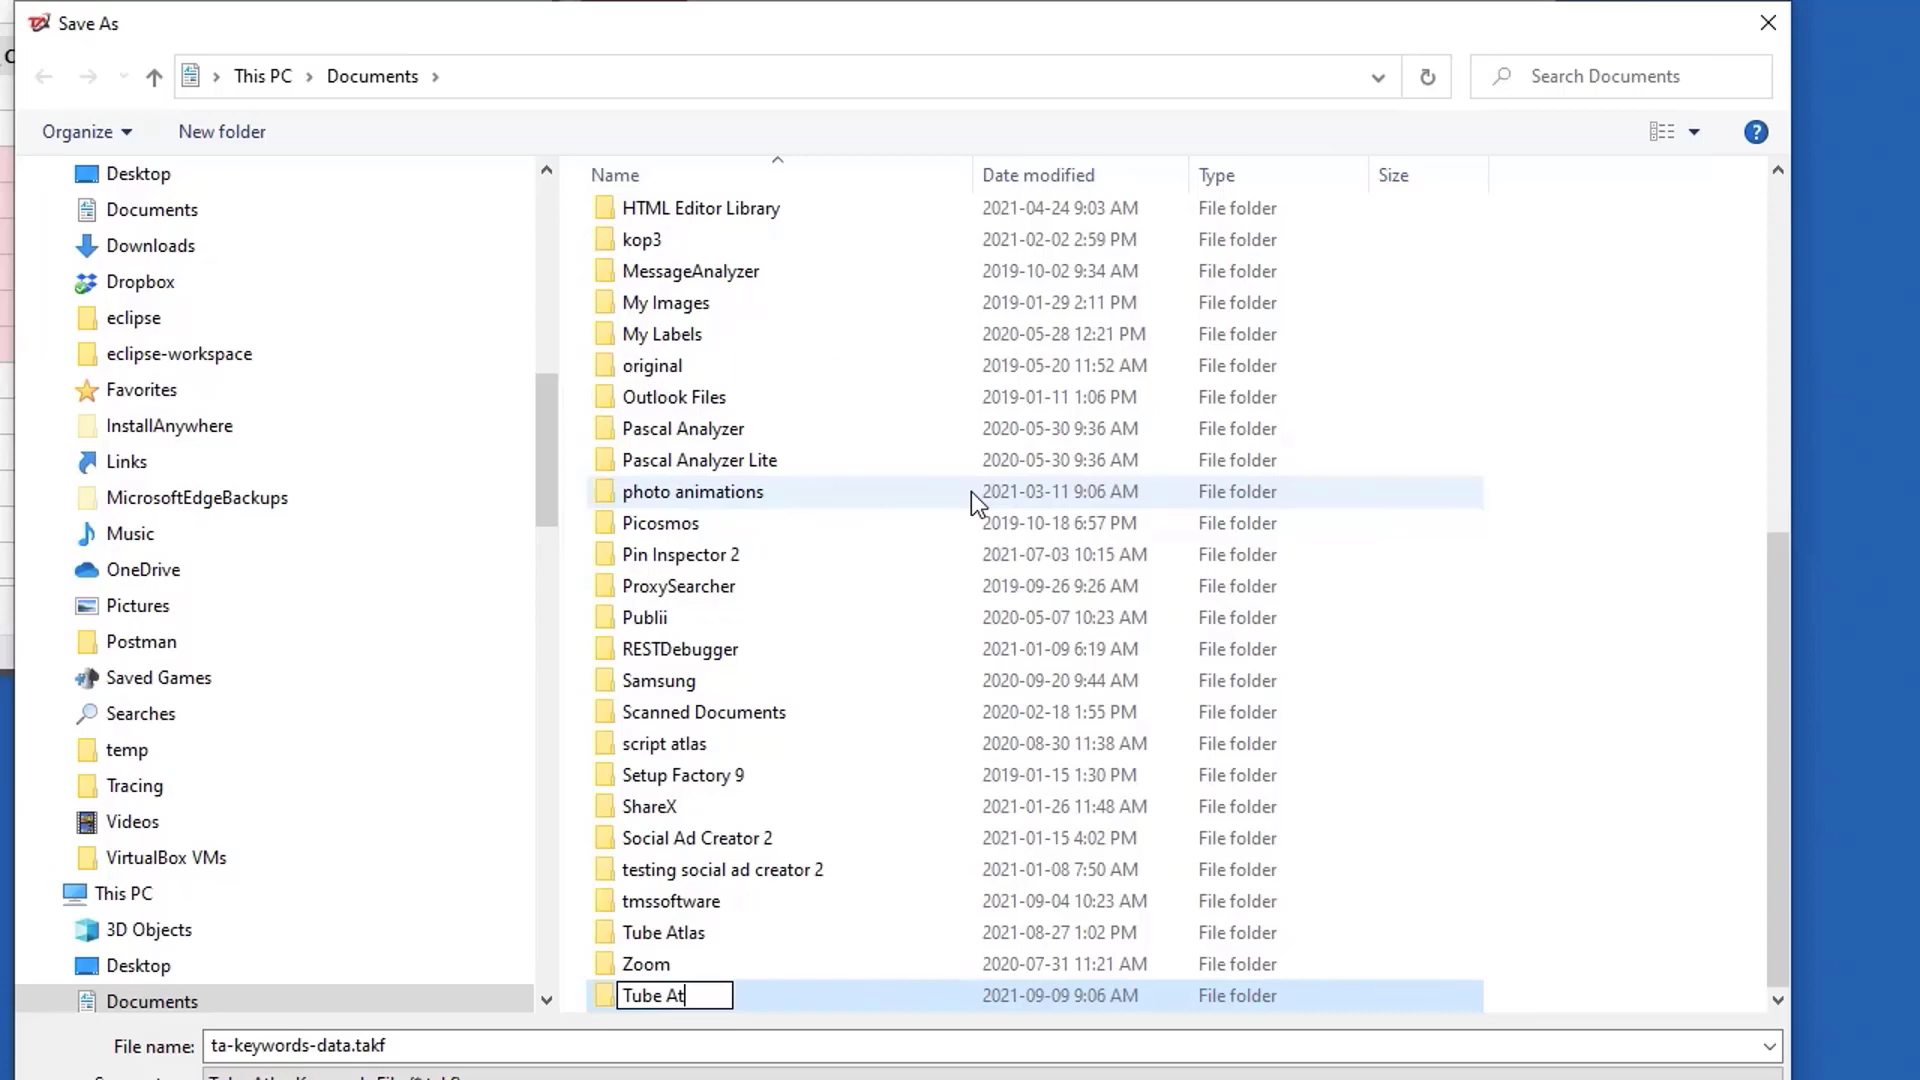 Save As
This PC > Documents >
Search Documents
Organize
New folder
Desktop
Documents
Downloads
Dropbox
eclipse
eclipse-workspace
Favorites
InstallAnywhere
Links
MicrosoftEdgeBackups
Music
OneDrive
Pictures
Postman
Saved Games
Searches
temp
Tracing
Videos
VirtualBox VMs
This PC
3D Objects
Desktop
Documents
Name Date modified Type Size
HTML Editor Library 2021-04-24 9:03 AM File folder
kop3 2021-02-02 2:59 PM File folder
MessageAnalyzer 2019-10-02 9:34 AM File folder
My Images 2019-01-29 2:11 PM File folder
My Labels 2020-05-28 12:21 PM File folder
original 2019-05-20 11:52 AM File folder
Outlook Files 2019-01-11 1:06 PM File folder
Pascal Analyzer 2020-05-30 9:36 AM File folder
Pascal Analyzer Lite 2020-05-30 9:36 AM File folder
photo animations 2021-03-11 9:06 AM File folder
Picosmos 2019-10-18 6:57 PM File folder
Pin Inspector 2 2021-07-03 10:15 AM File folder
ProxySearcher 2019-09-26 9:26 AM File folder
Publii 2020-05-07 10:23 AM File folder
RESTDebugger 2021-01-09 6:19 AM File folder
Samsung 2020-09-20 9:44 AM File folder
Scanned Documents 2020-02-18 1:55 PM File folder
script atlas 2020-08-30 11:38 AM File folder
Setup Factory 9 2019-01-15 1:30 PM File folder
ShareX 2021-01-26 11:48 AM File folder
Social Ad Creator 2 2021-01-15 4:02 PM File folder
testing social ad creator 2 2021-01-08 7:50 AM File folder
tmssoftware 2021-09-04 10:23 AM File folder
Tube Atlas 2021-08-27 1:02 PM File folder
Zoom 2020-07-31 11:21 AM File folder
Tube At 2021-09-09 9:06 AM File folder
File name: ta-keywords-data.takf